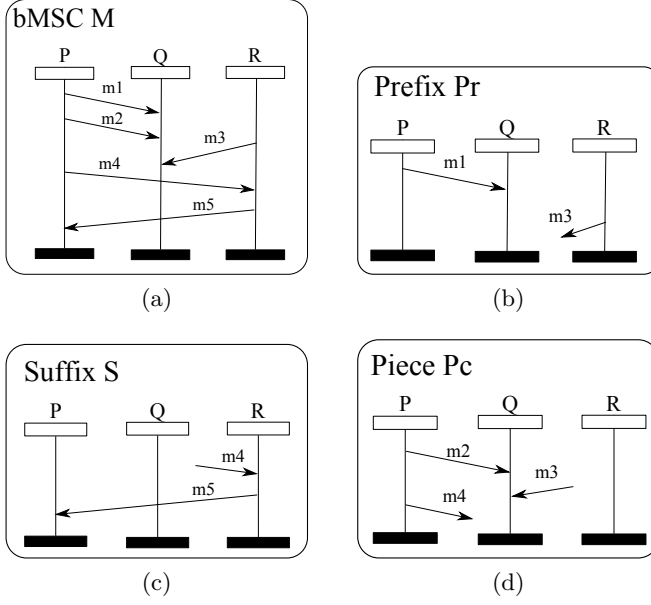 bMSC M
P Q R
m1
m2
m3
m4
m5
(a)
Prefix Pr
P Q R
m1
m3
(b)
Suffix S
P Q R
m4
m5
(c)
Piece Pc
P Q R
m2
m3
m4
(d)